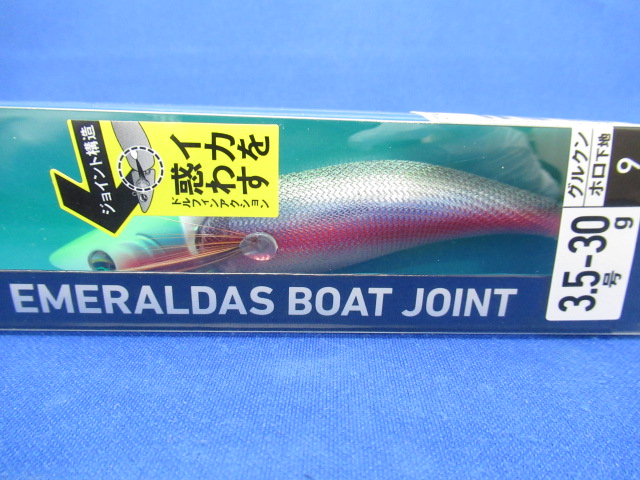 ジョイント構造
イカを
惑わす
ドルフィンアクション
EMERALDAS BOAT JOINT
グルクン
ホロ下地
3.5号-30g
9